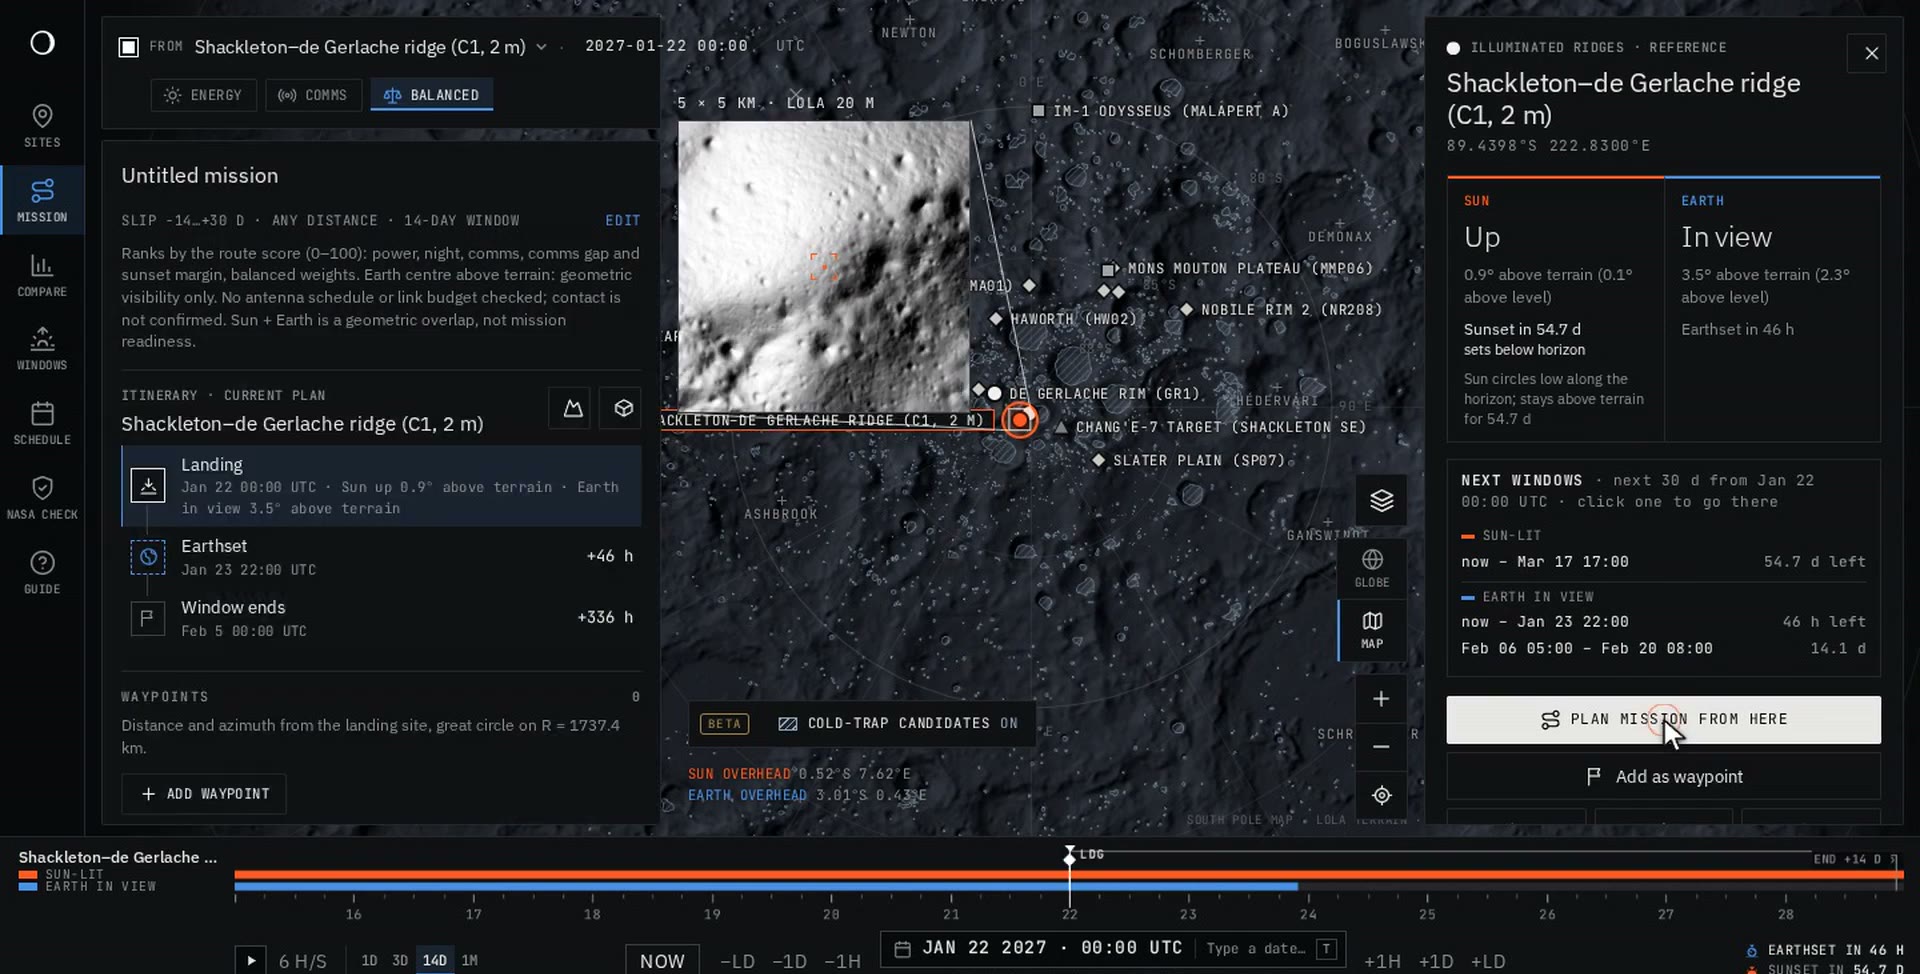 SITES
MISSION
COMPARE
WINDOWS
SCHEDULE
NASA CHECK
GUIDE
FROM Shackleton–de Gerlache ridge (C1, 2 m) · 2027-01-22 00:00 UTC
ENERGY
COMMS
BALANCED
Untitled mission
SLIP -14…+30 D · ANY DISTANCE · 14-DAY WINDOW EDIT
Ranks by the route score (0–100): power, night, comms, comms gap and
sunset margin, balanced weights. Earth centre above terrain: geometric
visibility only. No antenna schedule or link budget checked; contact is
not confirmed. Sun + Earth is a geometric overlap, not mission
readiness.
ITINERARY · CURRENT PLAN
Shackleton–de Gerlache ridge (C1, 2 m)
Landing
Jan 22 00:00 UTC · Sun up 0.9° above terrain · Earth
in view 3.5° above terrain
Earthset
Jan 23 22:00 UTC
+46 h
Window ends
Feb 5 00:00 UTC
+336 h
WAYPOINTS 0
Distance and azimuth from the landing site, great circle on R = 1737.4
km.
+ ADD WAYPOINT
NEWTON
SCHOMBERGER
BOGUSLAWSK
0°E
5 × 5 KM · LOLA 20 M
IM-1 ODYSSEUS (MALAPERT A)
80°S
DEMONAX
MONS MOUTON PLATEAU (MMP06)
MA01)
85°S
NOBILE RIM 2 (NR208)
HAWORTH (HW02)
DE GERLACHE RIM (GR1)
HEDERVARI
90°E
ACKLETON–DE GERLACHE RIDGE (C1, 2 M)
CHANG'E-7 TARGET (SHACKLETON SE)
SLATER PLAIN (SP07)
ASHBROOK
GANSWINDT
GLOBE
MAP
BETA
COLD-TRAP CANDIDATES ON
SUN OVERHEAD 0.52°S 7.62°E
EARTH OVERHEAD 3.01°S 0.43°E
SOUTH POLE MAP · LOLA TERRAIN
ILLUMINATED RIDGES · REFERENCE
Shackleton–de Gerlache ridge
(C1, 2 m)
89.4398°S 222.8300°E
SUN
Up
0.9° above terrain (0.1°
above level)
Sunset in 54.7 d
sets below horizon
Sun circles low along the
horizon; stays above terrain
for 54.7 d
EARTH
In view
3.5° above terrain (2.3°
above level)
Earthset in 46 h
NEXT WINDOWS · next 30 d from Jan 22
00:00 UTC · click one to go there
SUN-LIT
now – Mar 17 17:00 54.7 d left
EARTH IN VIEW
now – Jan 23 22:00 46 h left
Feb 06 05:00 – Feb 20 08:00 14.1 d
PLAN MISSION FROM HERE
Add as waypoint
Shackleton–de Gerlache ...
SUN-LIT
EARTH IN VIEW
LDG
END +14 D
16 17 18 19 20 21 22 23 24 25 26 27 28
6 H/S 1D 3D 14D 1M
NOW −LD −1D −1H
JAN 22 2027 · 00:00 UTC Type a date… T
+1H +1D +LD
EARTHSET IN 46 H
SUNSET IN 54.7 D